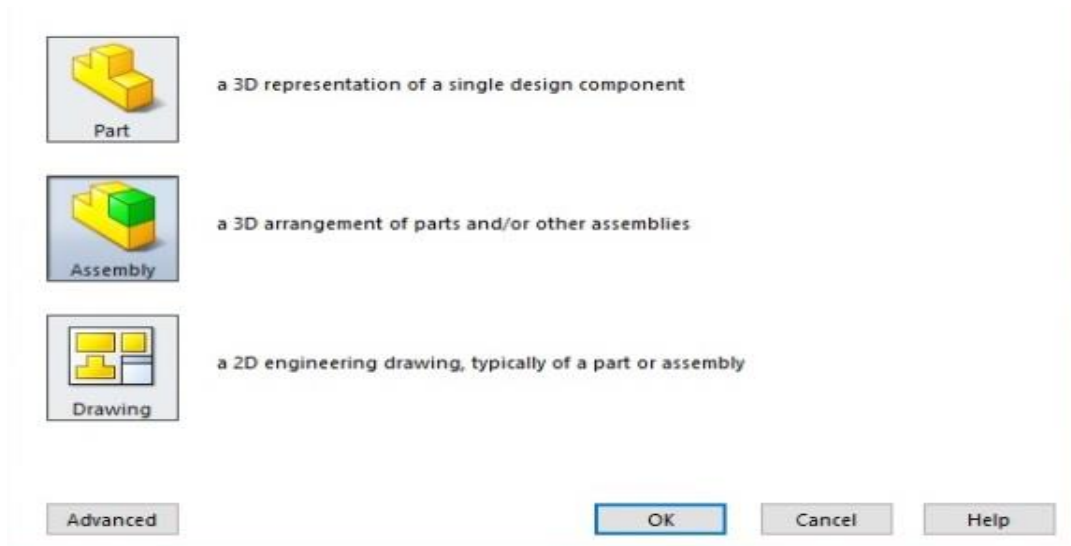 a 3D representation of a single design component
Part
a 3D arrangement of parts and/or other assemblies
Assembly
a 2D engineering drawing, typically of a part or assembly
Drawing
Advanced
OK
Cancel
Help